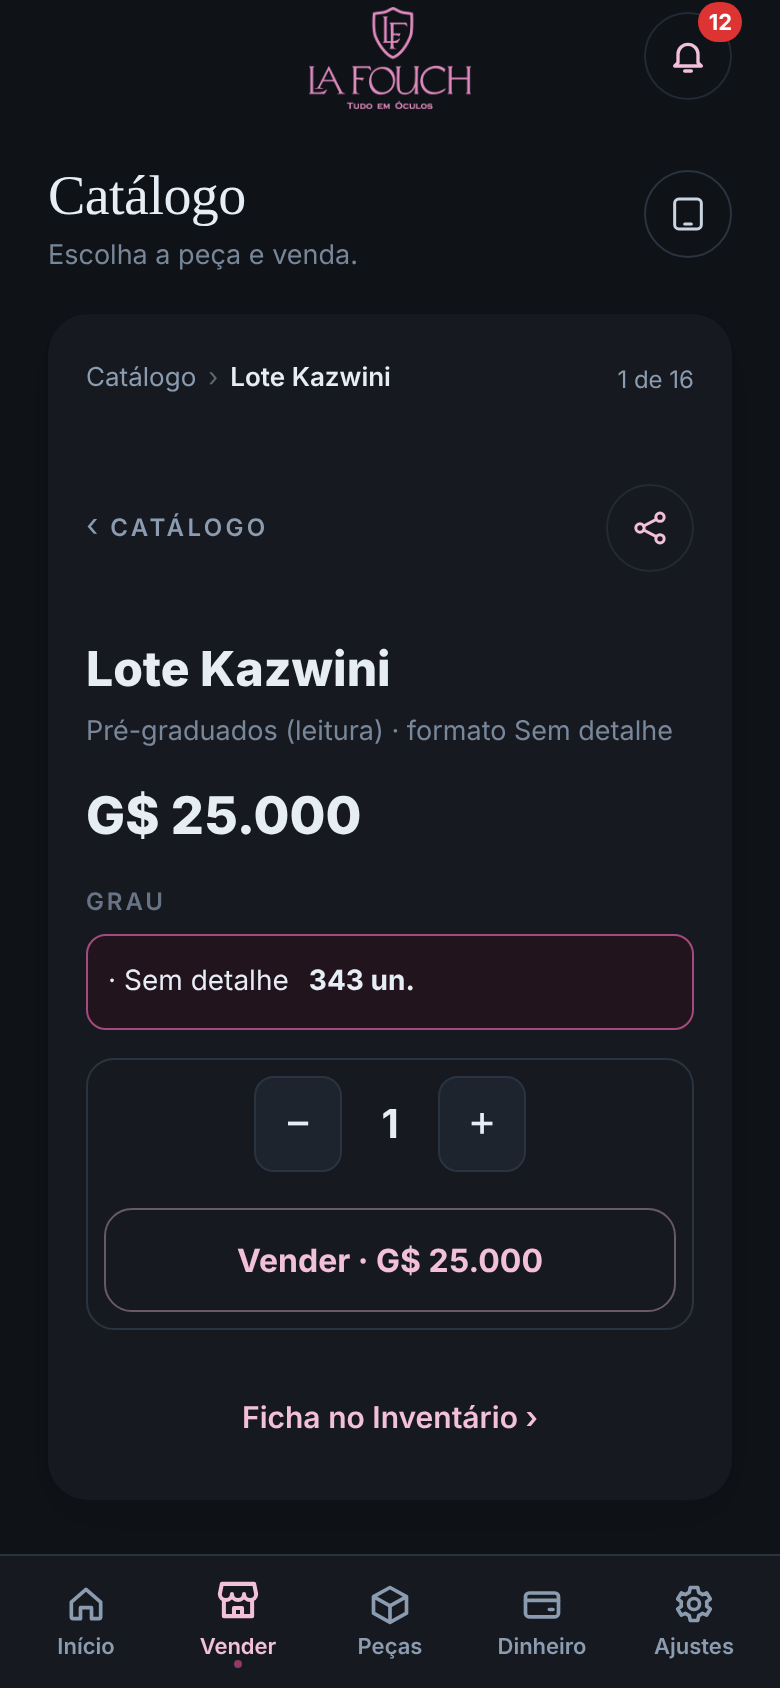 LF
LA FOUCH
TUDO EM ÓCULOS
12
Catálogo
Escolha a peça e venda.
Catálogo › Lote Kazwini
1 de 16
‹ CATÁLOGO
Lote Kazwini
Pré-graduados (leitura) · formato Sem detalhe
G$ 25.000
GRAU
· Sem detalhe 343 un.
− 1 +
Vender · G$ 25.000
Ficha no Inventário ›
Início
Vender
Peças
Dinheiro
Ajustes